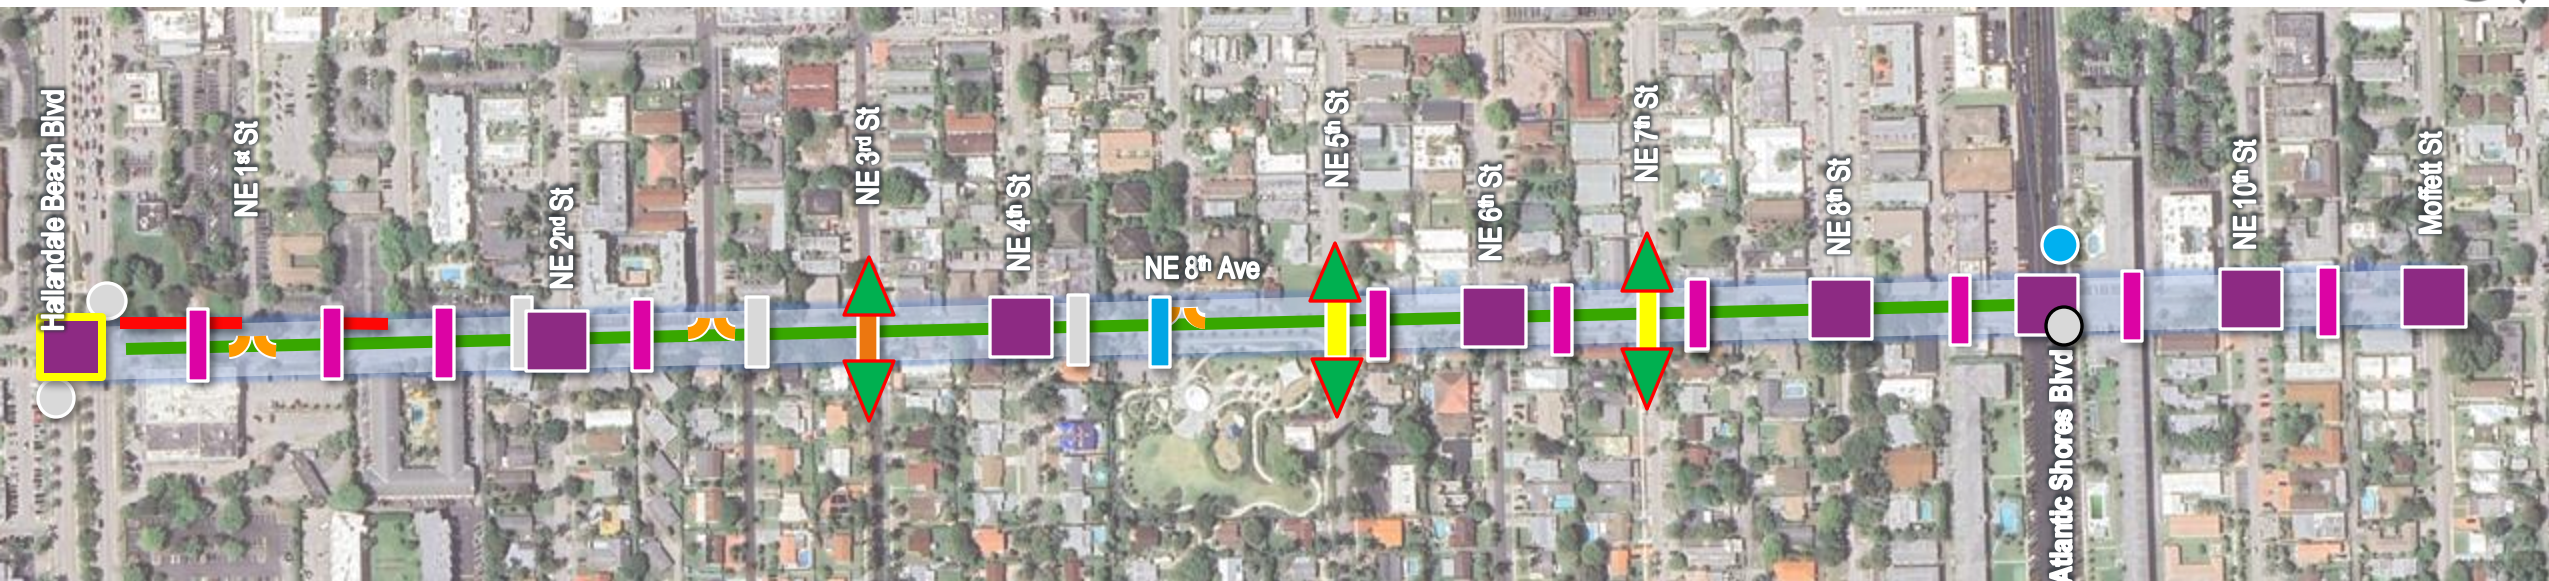 Hallandale Beach Blvd
NE 1st St
NE 2nd St
NE 3rd St
NE 4th St
NE 8th Ave
NE 5th St
NE 6th St
NE 7th St
NE 8th St
Atlantic Shores Blvd
NE 10th St
Moffett St